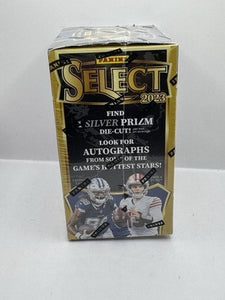 PANINI
SELECT
2023
FIND
1 SILVER PRIZM
DIE-CUT!
LOOK FOR
AUTOGRAPHS
FROM SOME OF THE
GAME'S HOTTEST STARS!